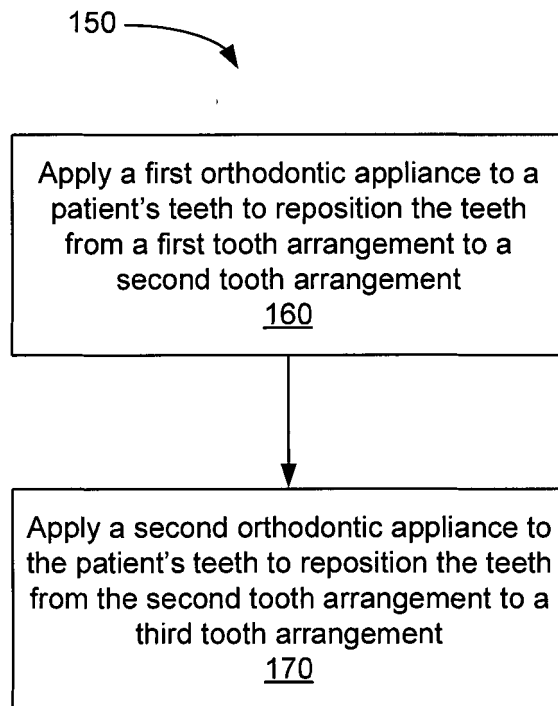 150
Apply a first orthodontic appliance to a
patient's teeth to reposition the teeth
from a first tooth arrangement to a
second tooth arrangement
160
Apply a second orthodontic appliance to
the patient's teeth to reposition the teeth
from the second tooth arrangement to a
third tooth arrangement
170